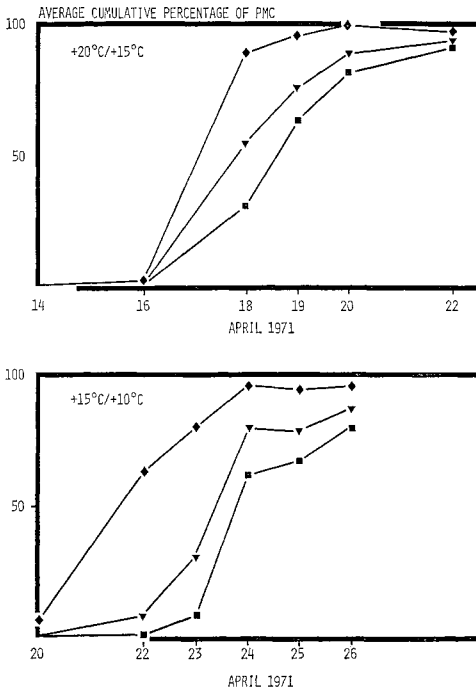 AVERAGE CUMULATIVE PERCENTAGE OF PMC
100
+20°C/+15°C
50
14 16 18 19 20 22
APRIL 1971
100
+15°C/+10°C
50
20 22 23 24 25 26
APRIL 1971